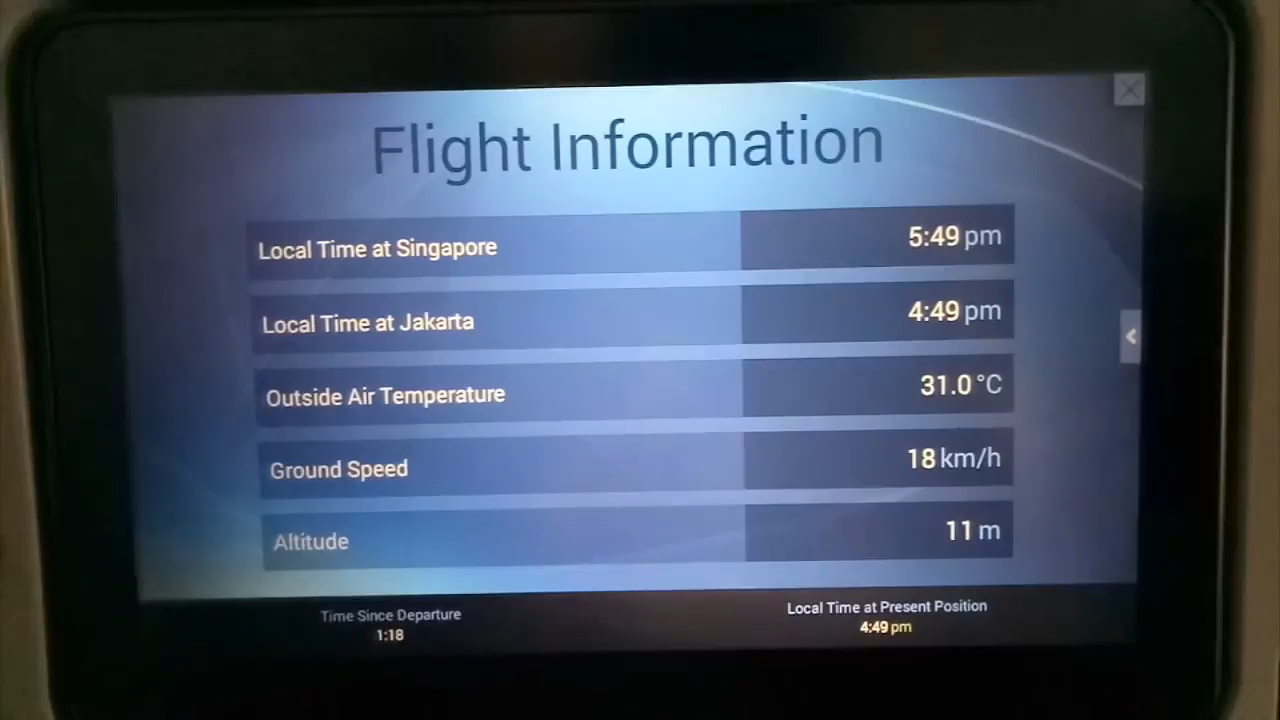 Flight Information
Local Time at Singapore 5:49 pm
Local Time at Jakarta 4:49 pm
Outside Air Temperature 31.0 °C
Ground Speed 18 km/h
Altitude 11 m
Time Since Departure
1:18
Local Time at Present Position
4:49 pm